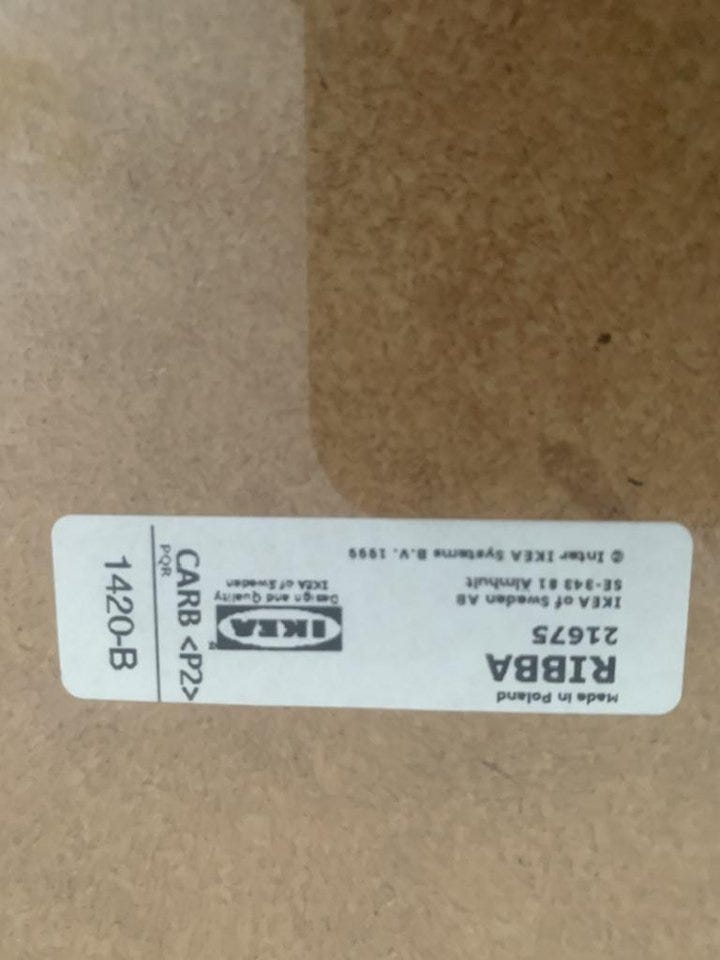 Made in Poland
RIBBA
21675
IKEA of Sweden AB
SE-343 81 Älmhult
© Inter IKEA Systems B.V. 1999
IKEA®
Design and Quality
IKEA of Sweden
CARB <P2>
PQR
1420-B